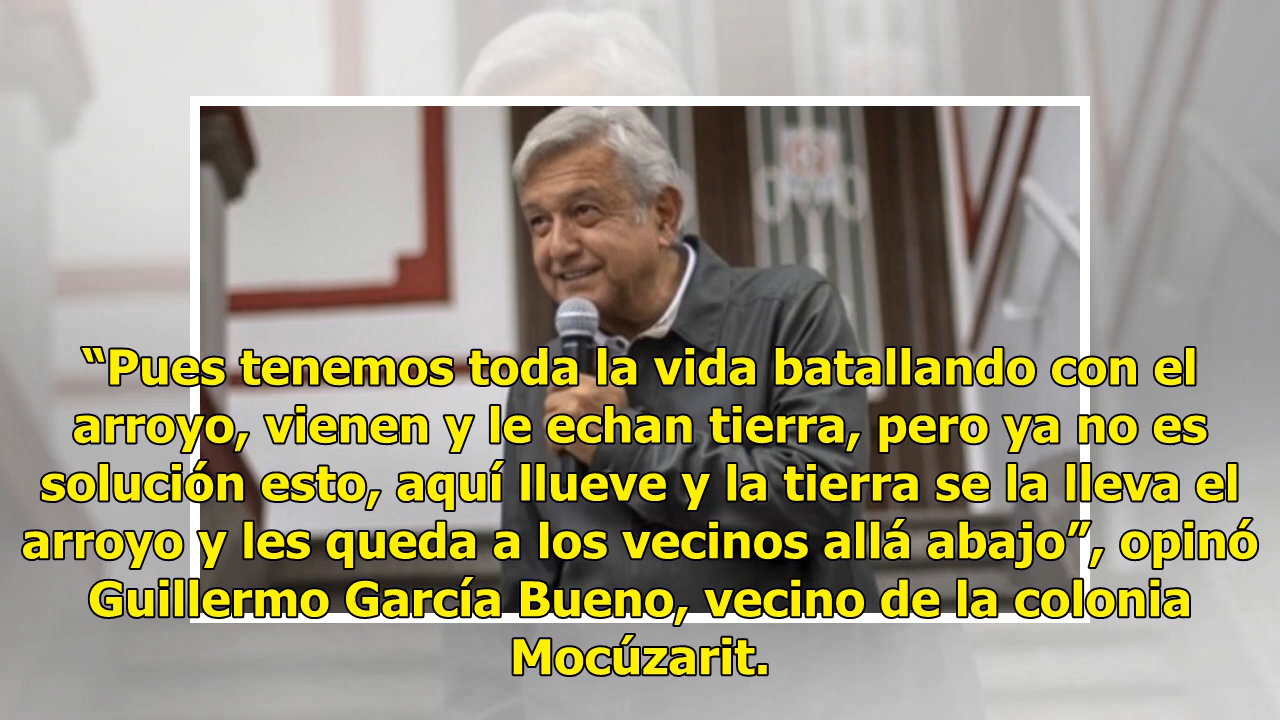 “Pues tenemos toda la vida batallando con el
arroyo, vienen y le echan tierra, pero ya no es
solución esto, aquí llueve y la tierra se la lleva el
arroyo y les queda a los vecinos allá abajo”, opinó
Guillermo García Bueno, vecino de la colonia
Mocúzarit.